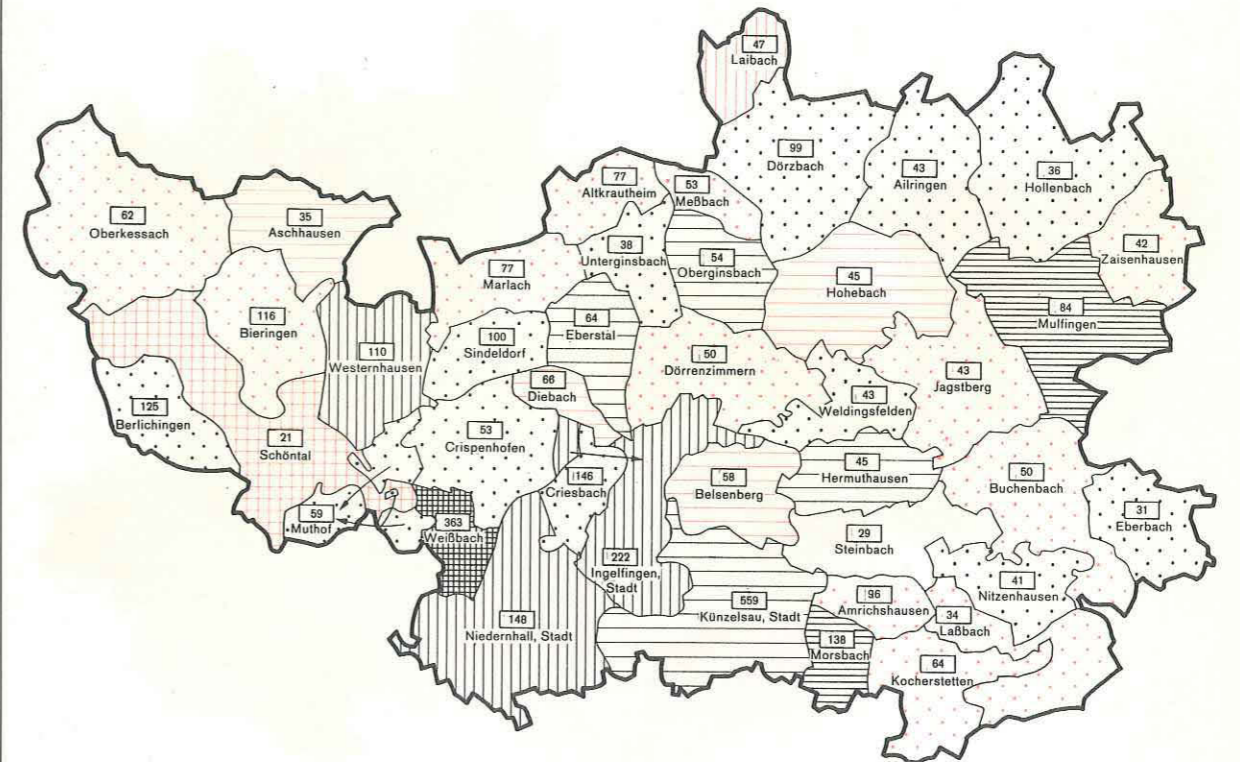 47
Laibach
99
Dörzbach
43
Ailringen
36
Hollenbach
77
Altkrautheim
53
Meßbach
62
Oberkessach
35
Aschhausen
38
Unterginsbach
54
Oberginsbach
42
Zaisenhausen
77
Marlach
45
Hohebach
84
Mulfingen
116
Bieringen
110
Westernhausen
100
Sindeldorf
64
Eberstal
50
Dörrenzimmern
43
Jagstberg
66
Diebach
43
Weldingsfelden
125
Berlichingen
21
Schöntal
53
Crispenhofen
146
Criesbach
58
Belsenberg
45
Hermuthausen
50
Buchenbach
59
Muthof
363
Weißbach
31
Eberbach
29
Steinbach
222
Ingelfingen,
Stadt
41
Nitzenhausen
559
Künzelsau, Stadt
96
Amrichshausen
34
Laßbach
148
Niedernhall, Stadt
138
Morsbach
64
Kocherstetten